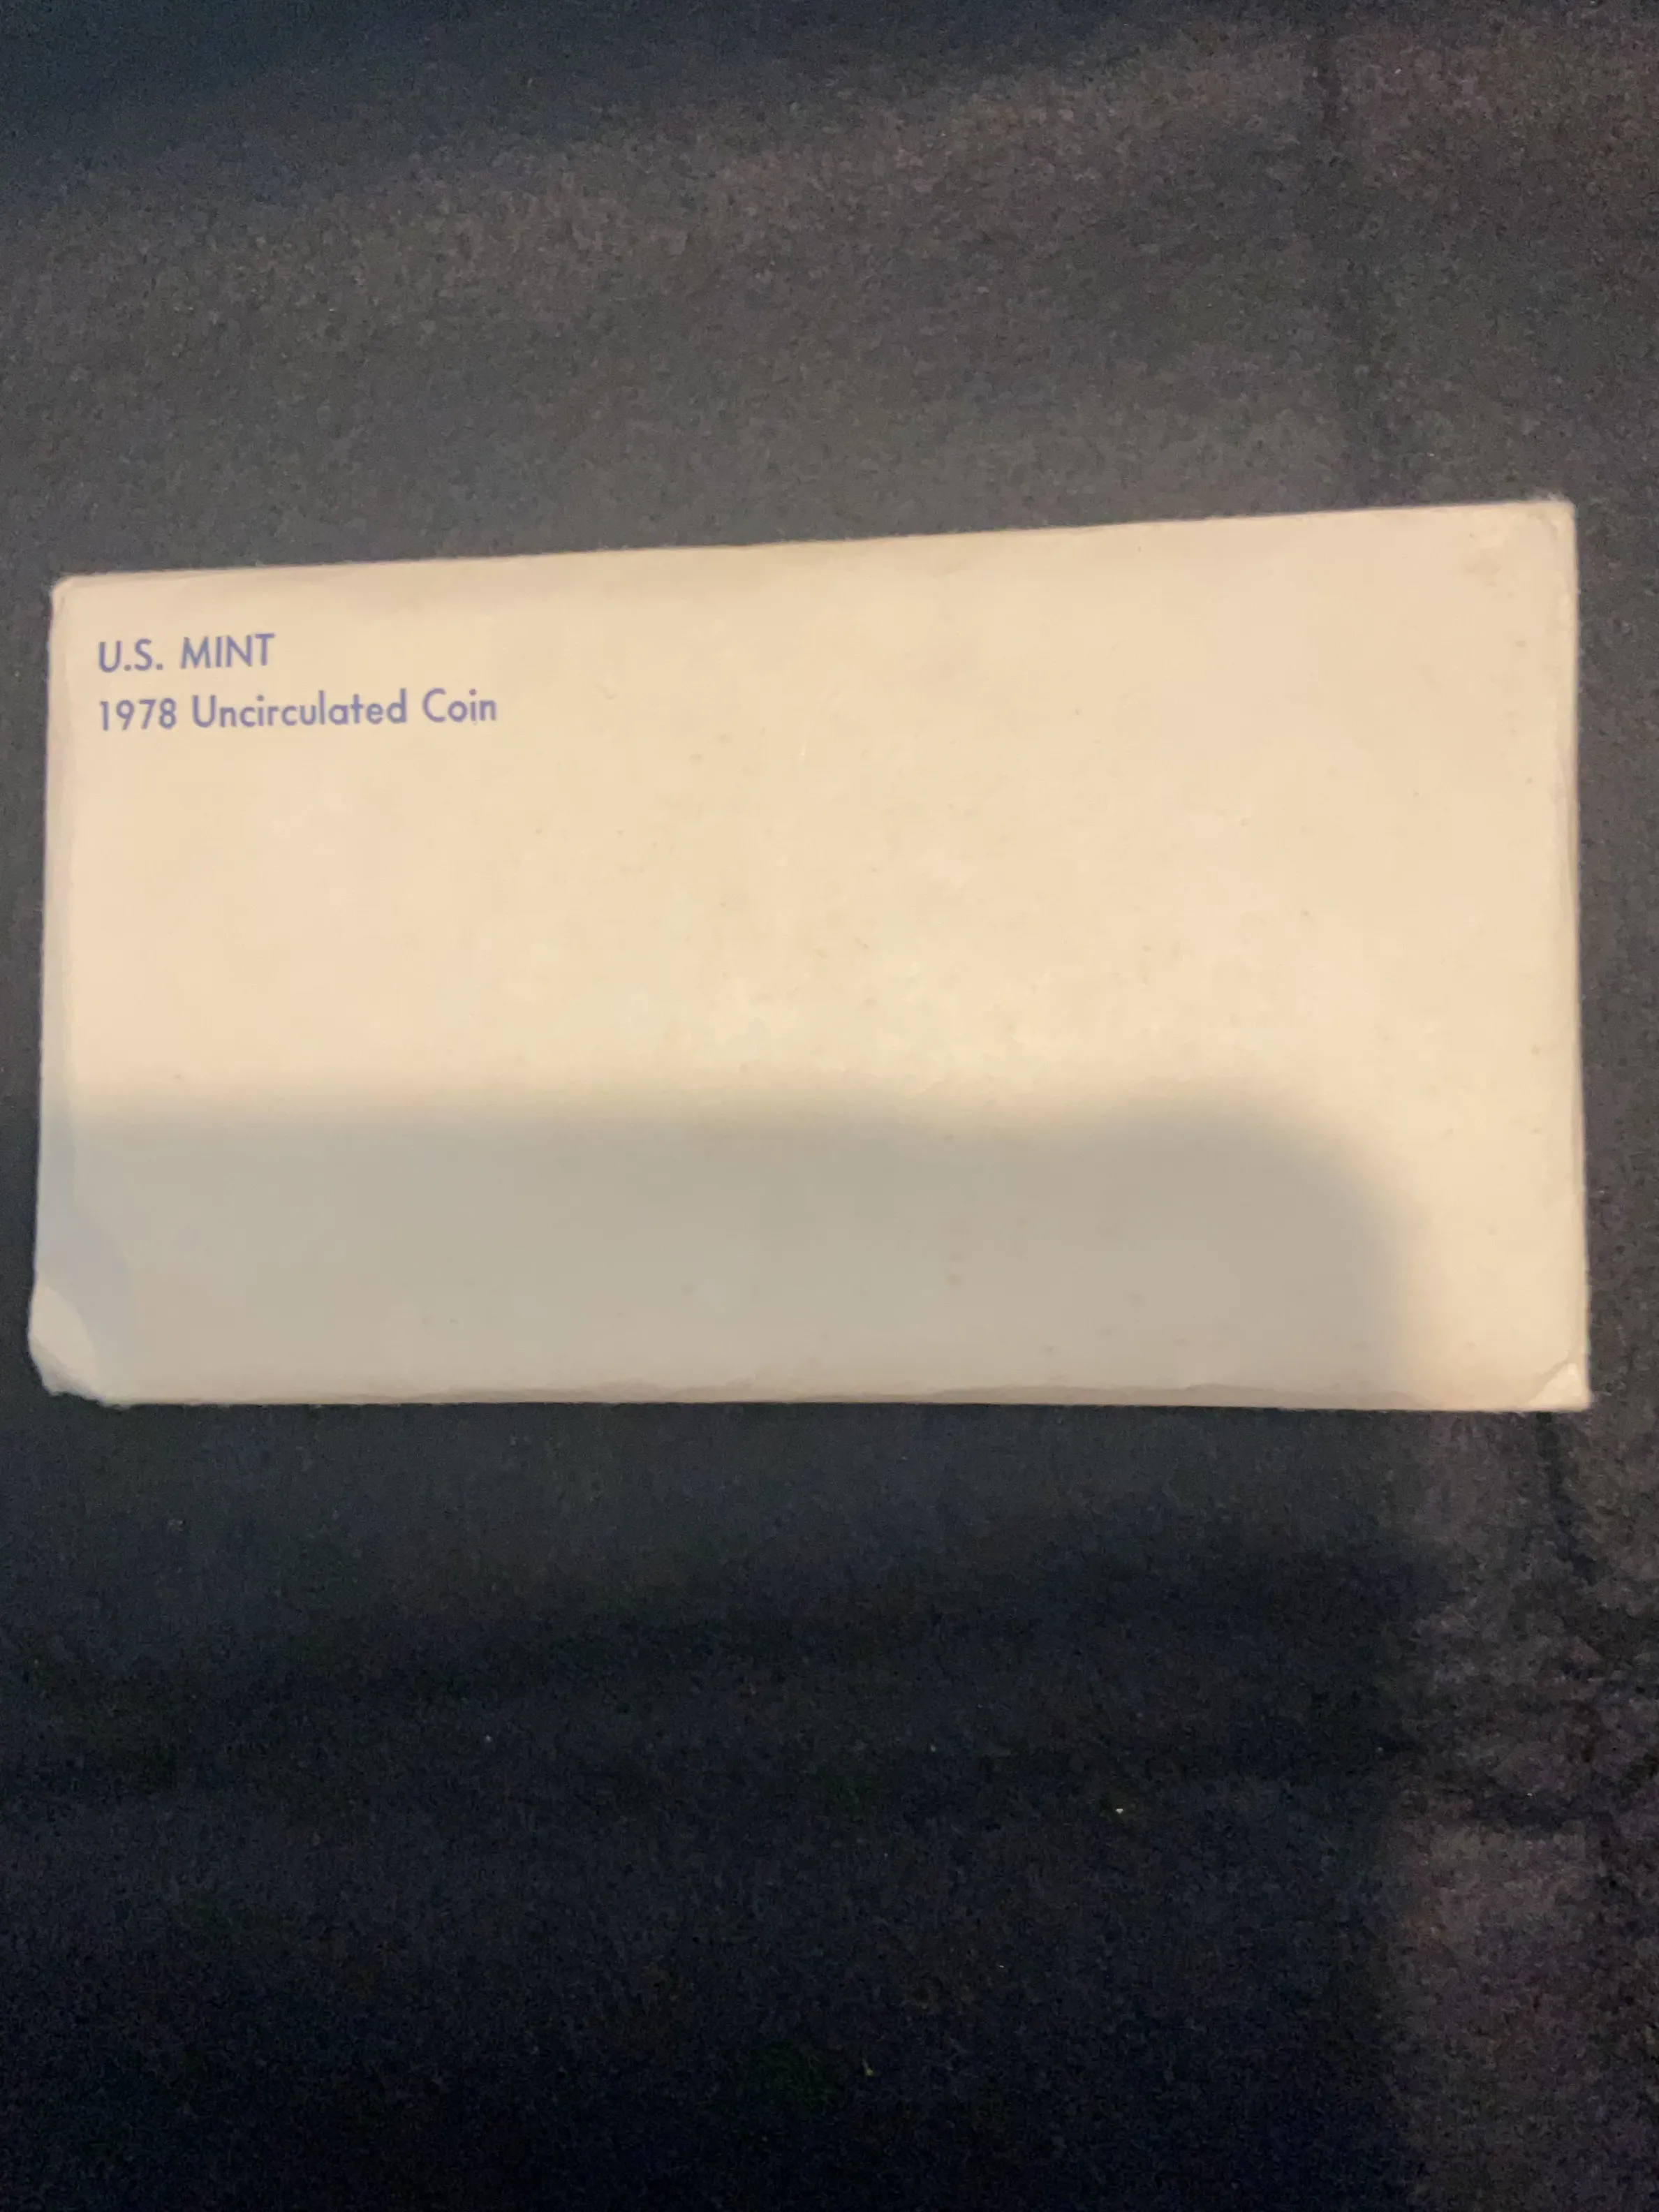 U.S. MINT
1978 Uncirculated Coin